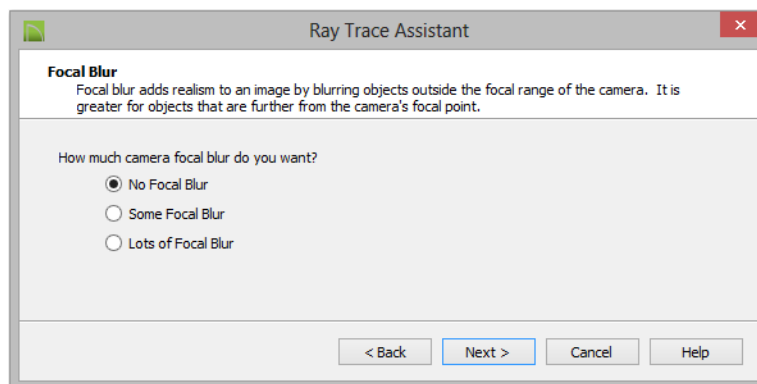 Ray Trace Assistant
Focal Blur
Focal blur adds realism to an image by blurring objects outside the focal range of the camera.  It is
greater for objects that are further from the camera's focal point.
How much camera focal blur do you want?
No Focal Blur
Some Focal Blur
Lots of Focal Blur
< Back Next > Cancel Help